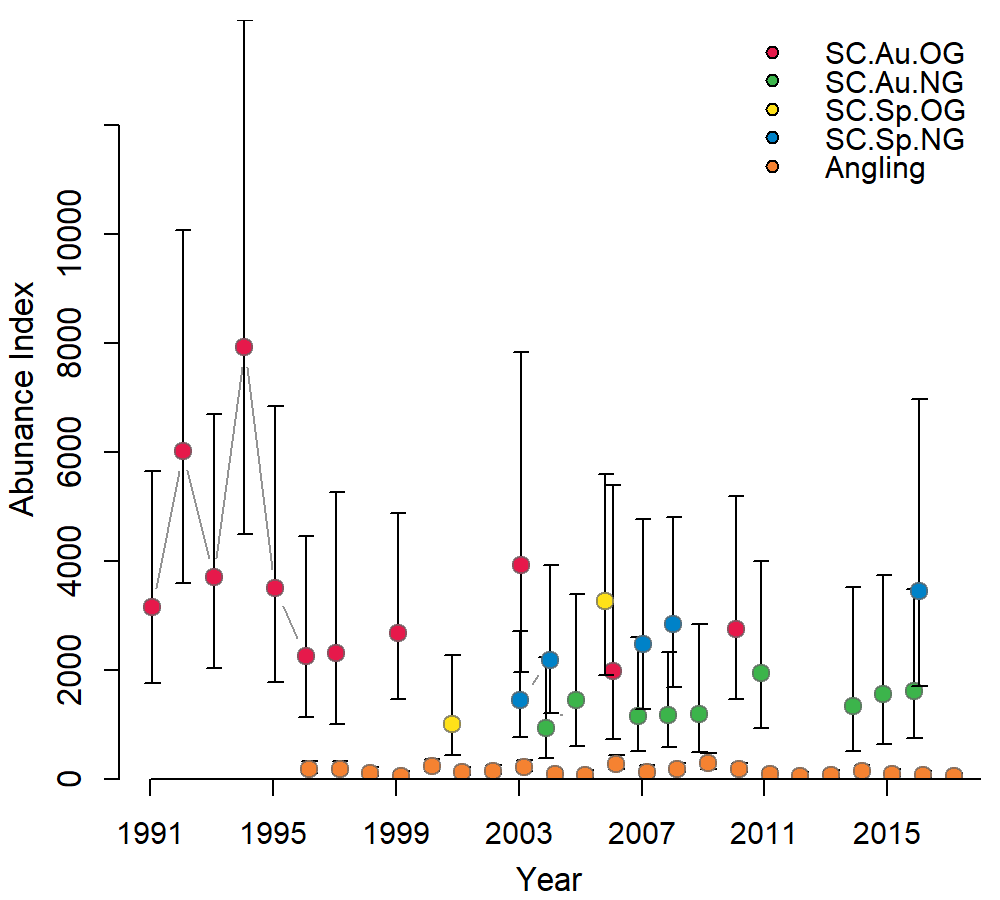 SC.Au.OG
SC.Au.NG
SC.Sp.OG
SC.Sp.NG
Angling
Abunance Index
10000
8000
6000
4000
2000
0
1991 1995 1999 2003 2007 2011 2015
Year